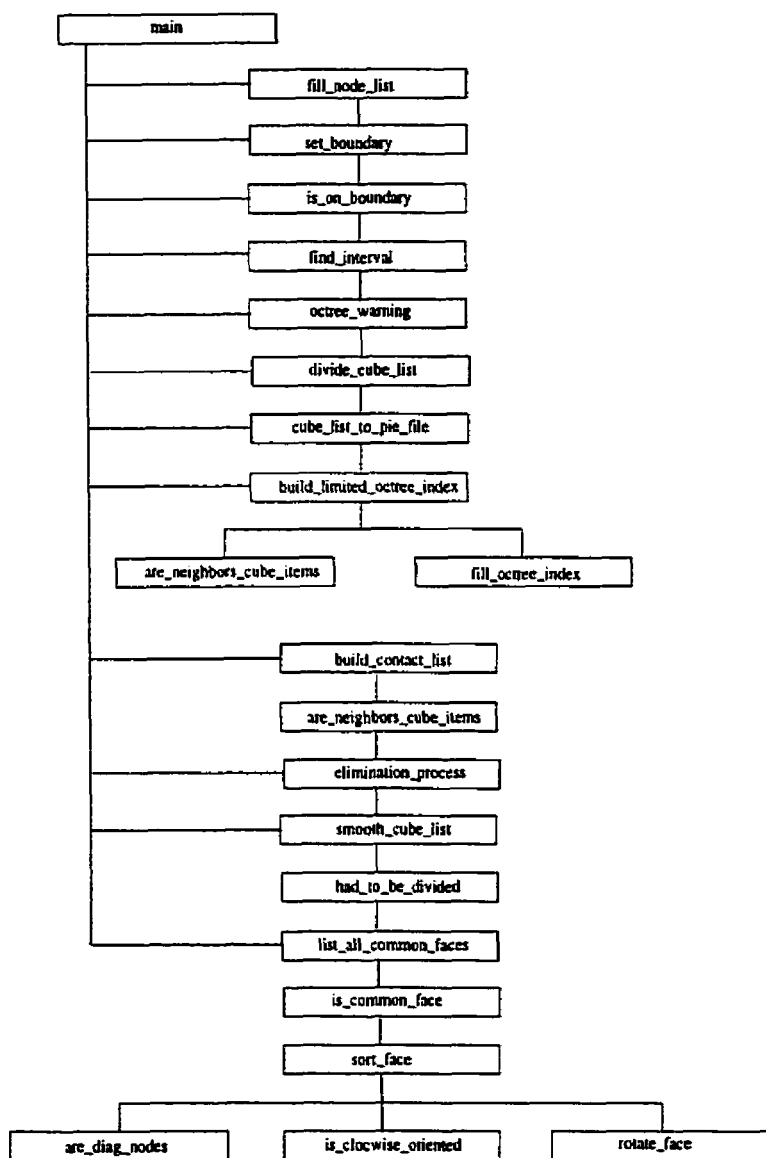 main
fill_node_list
set_boundary
is_on_boundary
find_interval
octree_warning
divide_cube_list
cube_list_to_pie_file
build_limited_octree_index
are_neighbors_cube_items
fill_octree_index
build_contact_list
are_neighbors_cube_items
elimination_process
smooth_cube_list
had_to_be_divided
list_all_common_faces
is_common_face
sort_face
are_diag_nodes
is_clocwise_oriented
rotate_face